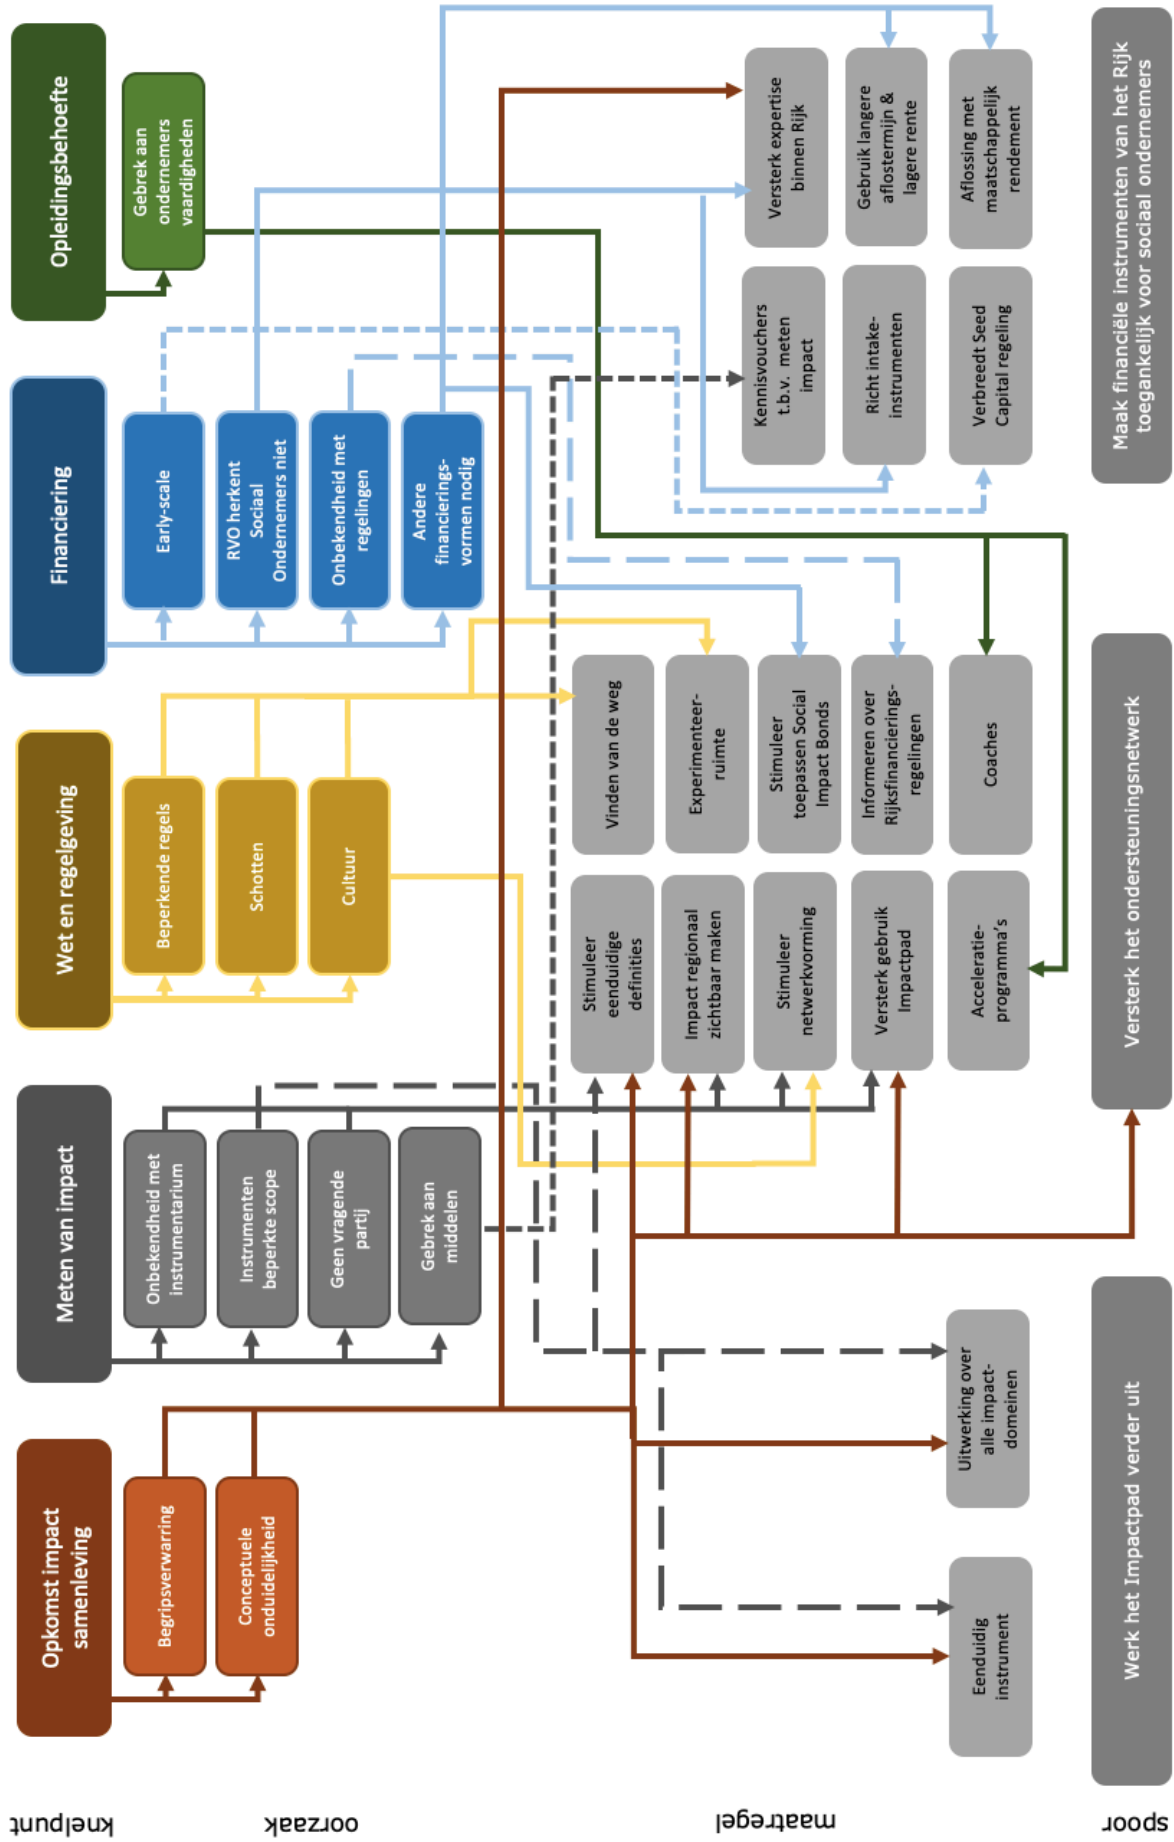 knelpunt
Opkomst impact
samenleving
Meten van impact
Wet en regelgeving
Financiering
Opleidingsbehoefte
oorzaak
Begripsverwarring
Conceptuele
onduidelijkheid
Onbekendheid met
instrumentarium
Instrumenten
beperkte scope
Geen vragende
partij
Gebrek aan
middelen
Beperkende regels
Schotten
Cultuur
Early-scale
RVO herkent
Sociaal
Ondernemers niet
Onbekendheid met
regelingen
Andere
financierings-
vormen nodig
Gebrek aan
ondernemers
vaardigheden
maatregel
Eenduidig
instrument
Uitwerking over
alle impact-
domeinen
Stimuleer
eenduidige
definities
Impact regionaal
zichtbaar maken
Stimuleer
netwerkvorming
Versterk gebruik
Impactpad
Acceleratie-
programma's
Vinden van de weg
Experimenteer-
ruimte
Stimuleer
toepassen Social
Impact Bonds
Informeren over
Rijksfinancierings-
regelingen
Coaches
Kennisvouchers
t.b.v. meten
impact
Richt intake-
instrumenten
Verbreedt Seed
Capital regeling
Versterk expertise
binnen Rijk
Gebruik langere
aflostermijn &
lagere rente
Aflossing met
maatschappelijk
rendement
spoor
Werk het Impactpad verder uit
Versterk het ondersteuningsnetwerk
Maak financiële instrumenten van het Rijk
toegankelijk voor sociaal ondernemers